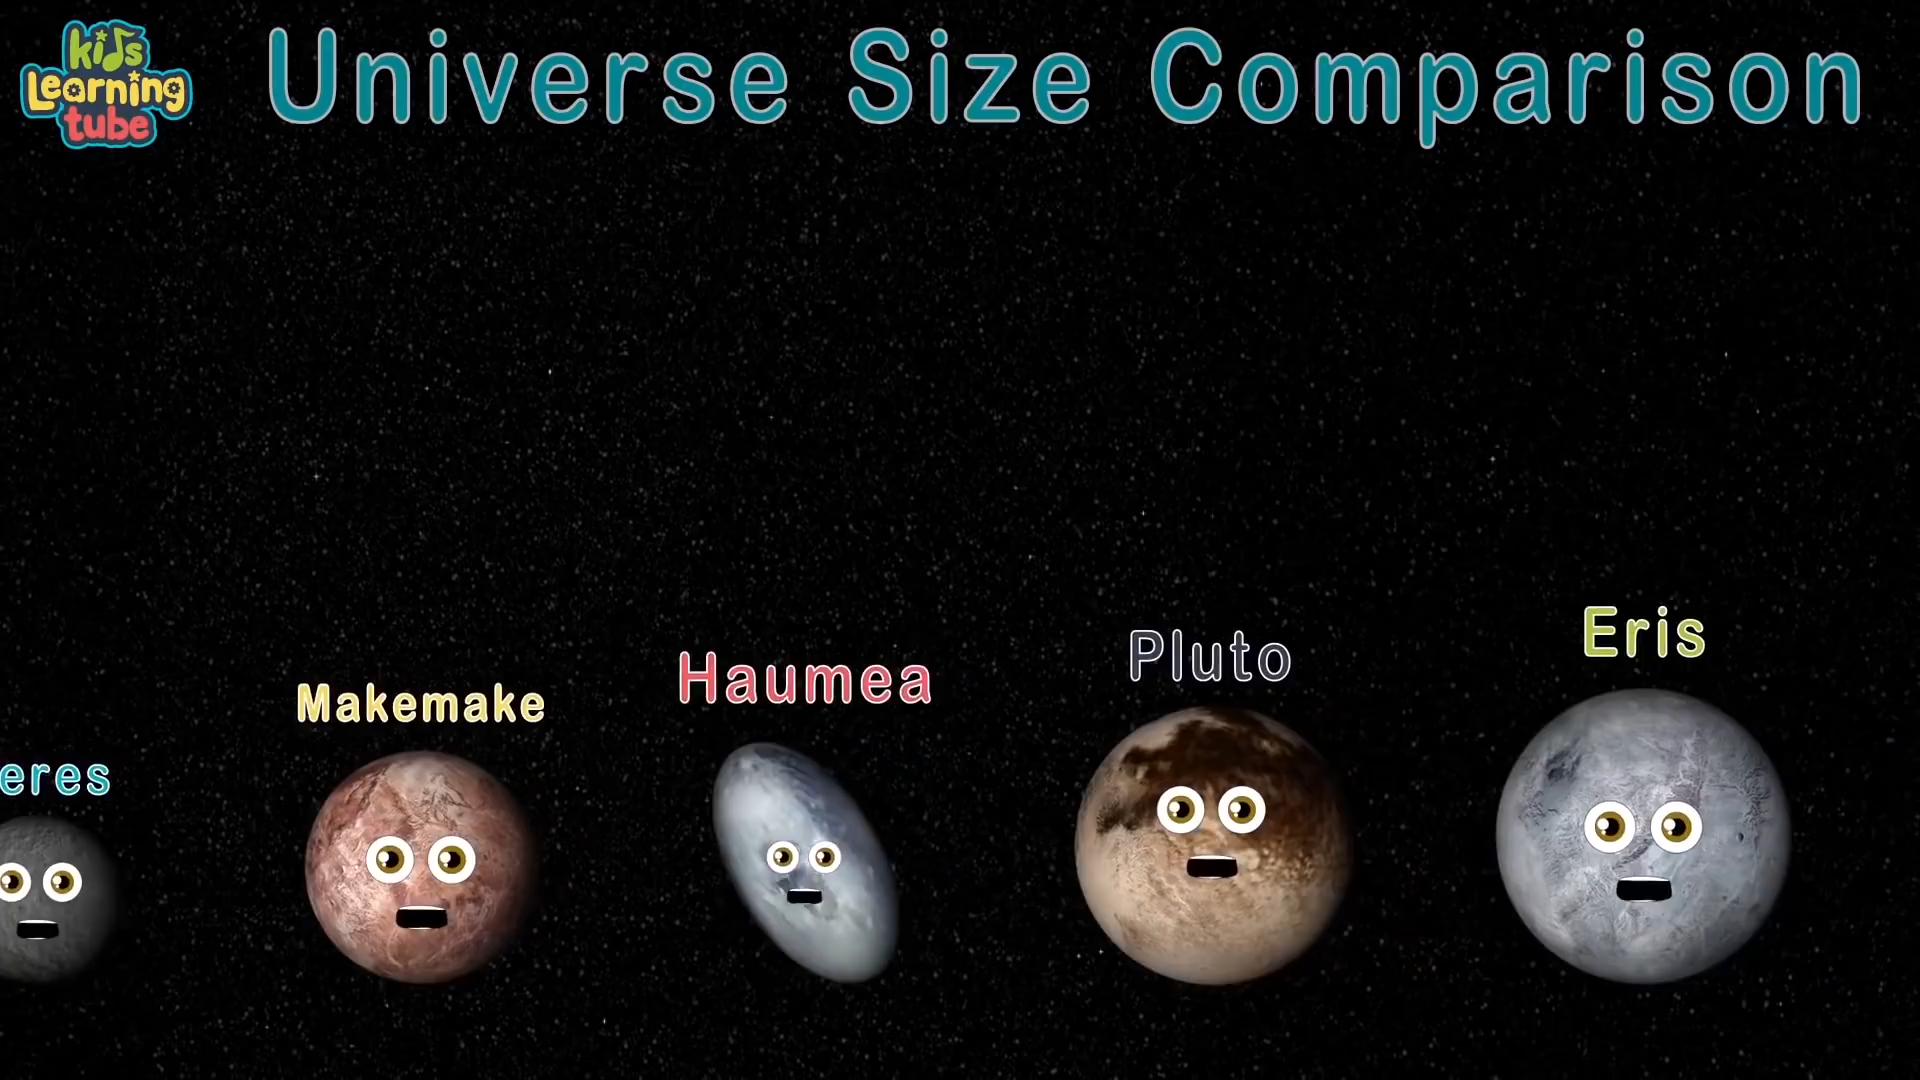 kids
Learning
tube
Universe Size Comparison
eres
Makemake
Haumea
Pluto
Eris